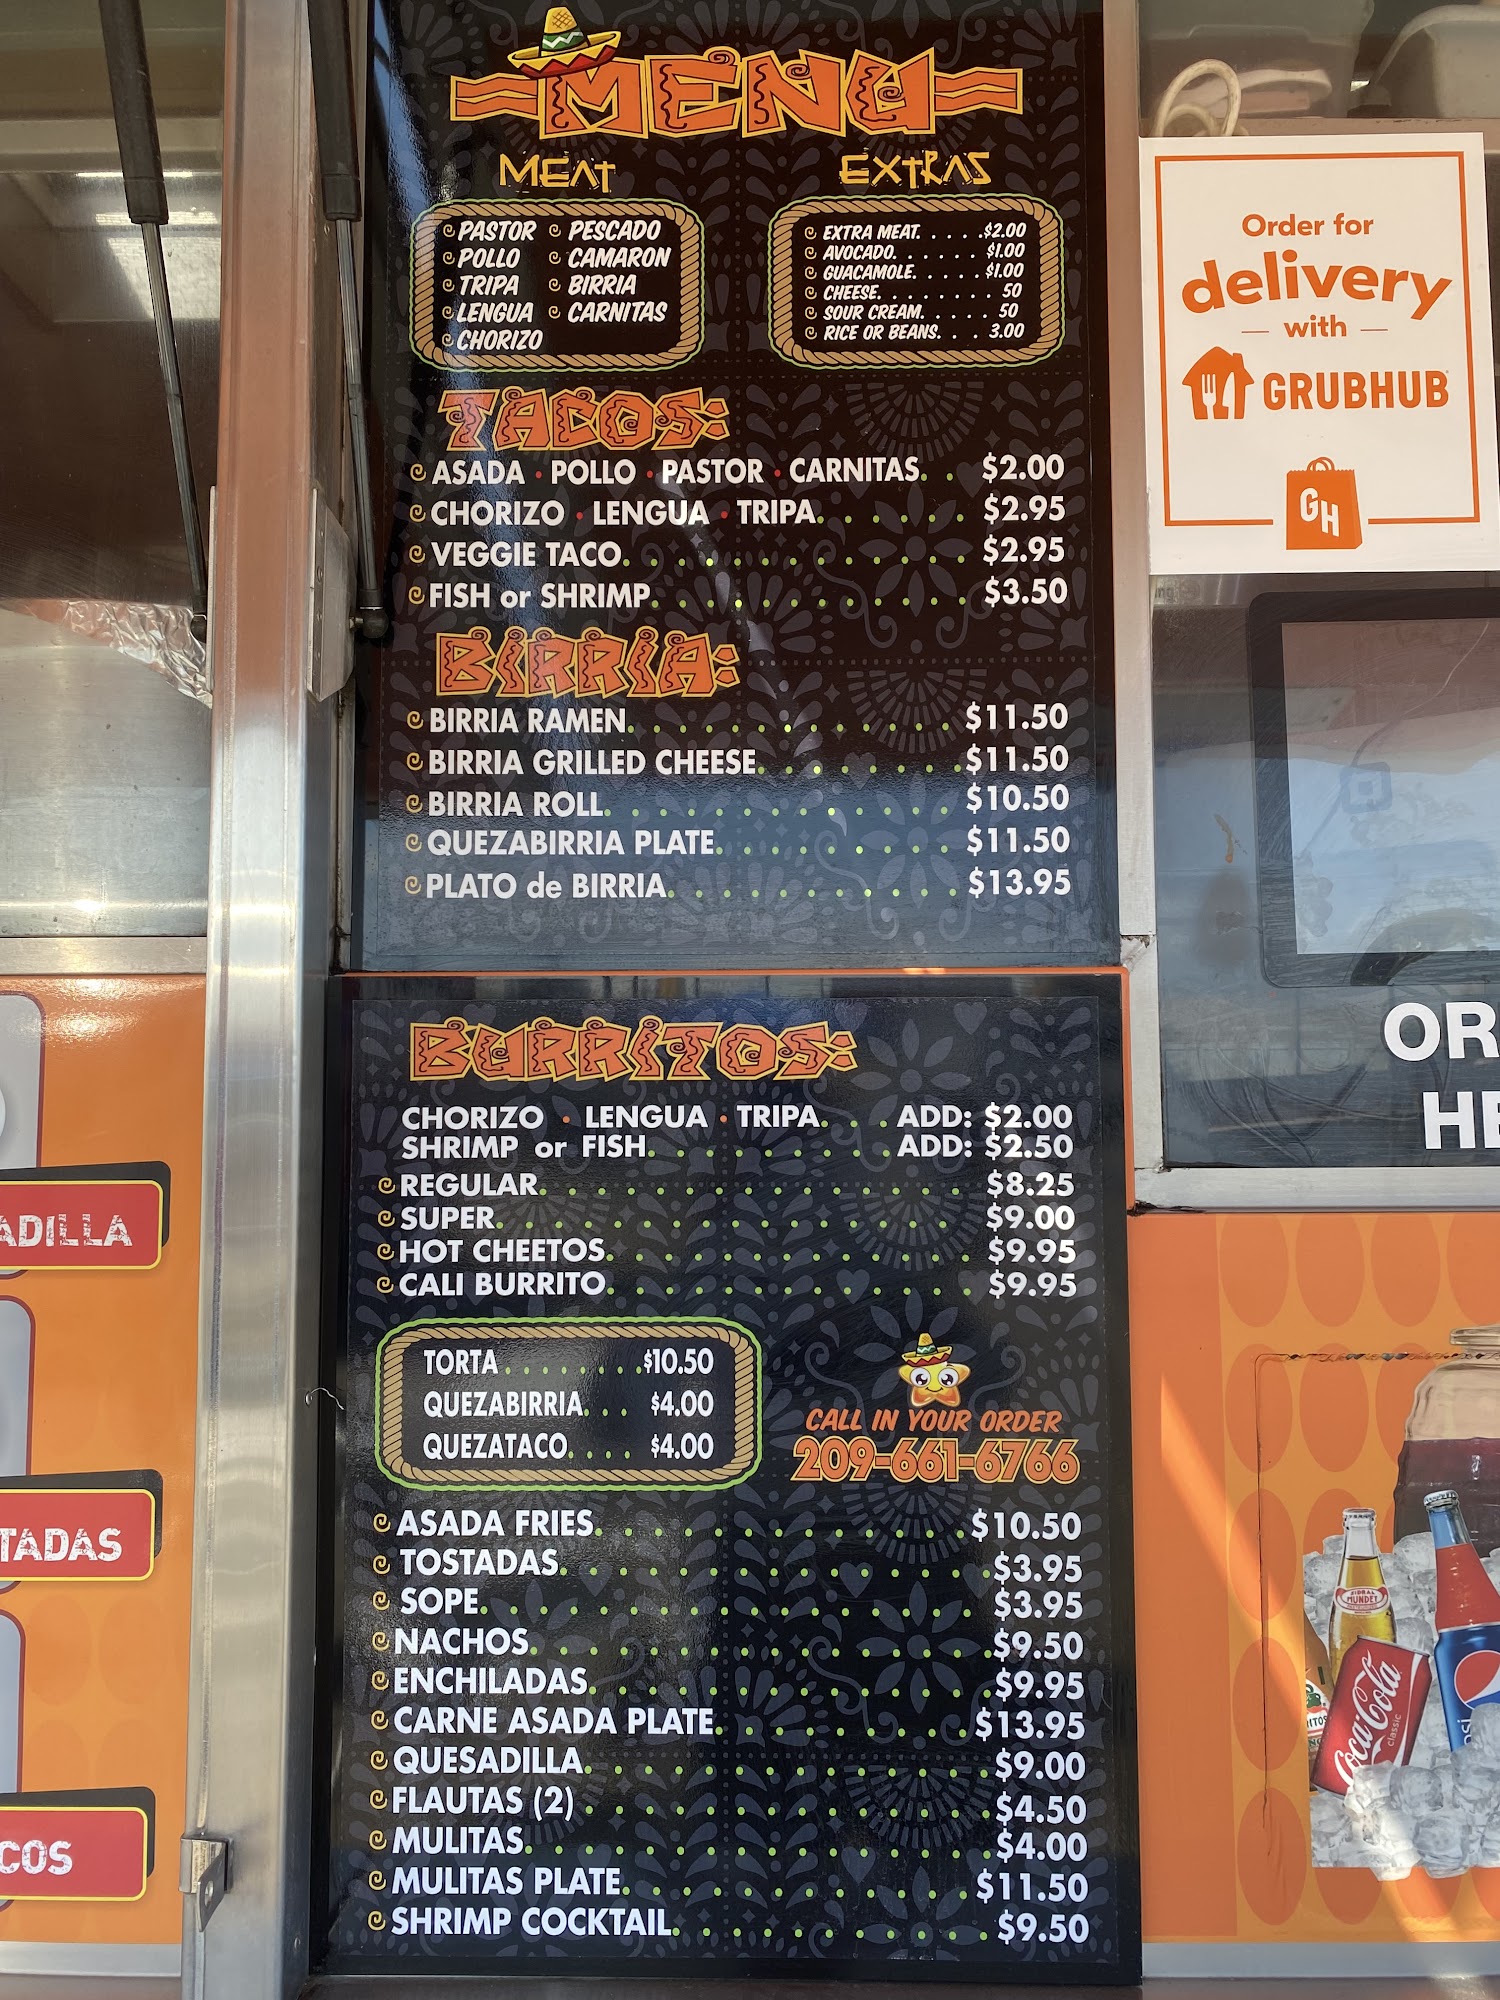 MENU
MEAT
PASTOR
POLLO
TRIPA
LENGUA
CHORIZO
PESCADO
CAMARON
BIRRIA
CARNITAS
EXTRAS
EXTRA MEAT. . . . .$2.00
AVOCADO. . . . . . . $1.00
GUACAMOLE. . . . . $1.00
CHEESE. . . . . . . . 50
SOUR CREAM. . . . . 50
RICE OR BEANS. . . 3.00
TACOS:
ASADA • POLLO • PASTOR • CARNITAS. . $2.00
CHORIZO • LENGUA • TRIPA. . . . . . $2.95
VEGGIE TACO. . . . . . . . . . . . . $2.95
FISH or SHRIMP. . . . . . . . . . . . $3.50
BIRRIA:
BIRRIA RAMEN. . . . . . . . . . . . . $11.50
BIRRIA GRILLED CHEESE. . . . . . . . $11.50
BIRRIA ROLL. . . . . . . . . . . . . $10.50
QUEZABIRRIA PLATE. . . . . . . . . $11.50
PLATO de BIRRIA. . . . . . . . . . . $13.95
BURRITOS:
CHORIZO • LENGUA • TRIPA. . . ADD: $2.00
SHRIMP or FISH. . . . . . . . . ADD: $2.50
REGULAR. . . . . . . . . . . . . . . . $8.25
SUPER. . . . . . . . . . . . . . . . . $9.00
HOT CHEETOS. . . . . . . . . . . . . $9.95
CALI BURRITO. . . . . . . . . . . . . $9.95
TORTA. . . . . . . .$10.50
QUEZABIRRIA. . . $4.00
QUEZATACO. . . . $4.00
CALL IN YOUR ORDER
209-661-6766
ASADA FRIES. . . . . . . . . . . . . . $10.50
TOSTADAS. . . . . . . . . . . . . . . .$3.95
SOPE. . . . . . . . . . . . . . . . . . $3.95
NACHOS. . . . . . . . . . . . . . . . .$9.50
ENCHILADAS. . . . . . . . . . . . . . .$9.95
CARNE ASADA PLATE. . . . . . . . . $13.95
QUESADILLA. . . . . . . . . . . . . . $9.00
FLAUTAS (2). . . . . . . . . . . . . . $4.50
MULITAS. . . . . . . . . . . . . . . . $4.00
MULITAS PLATE. . . . . . . . . . . . $11.50
SHRIMP COCKTAIL. . . . . . . . . . . $9.50
Order for
delivery
with
GRUBHUB
GH
OR
HE
ADILLA
TADAS
COS
SIDRAL
MUNDET
Coca-Cola
classic